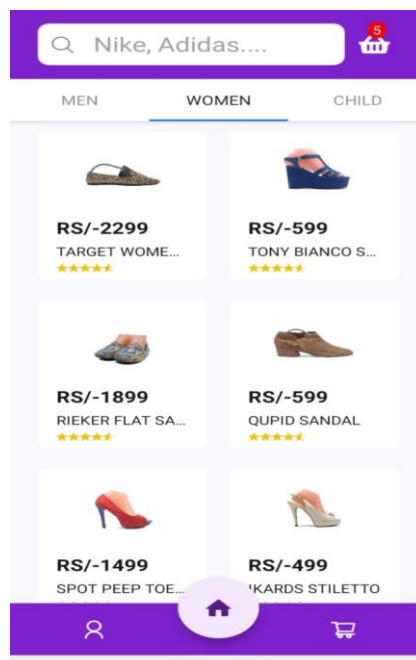 Nike, Adidas....
5
MEN WOMEN CHILD
RS/-2299 RS/-599
TARGET WOME... TONY BIANCO S...
RS/-1899 RS/-599
RIEKER FLAT SA... QUPID SANDAL
RS/-1499 RS/-499
SPOT PEEP TOE... IKARDS STILETTO